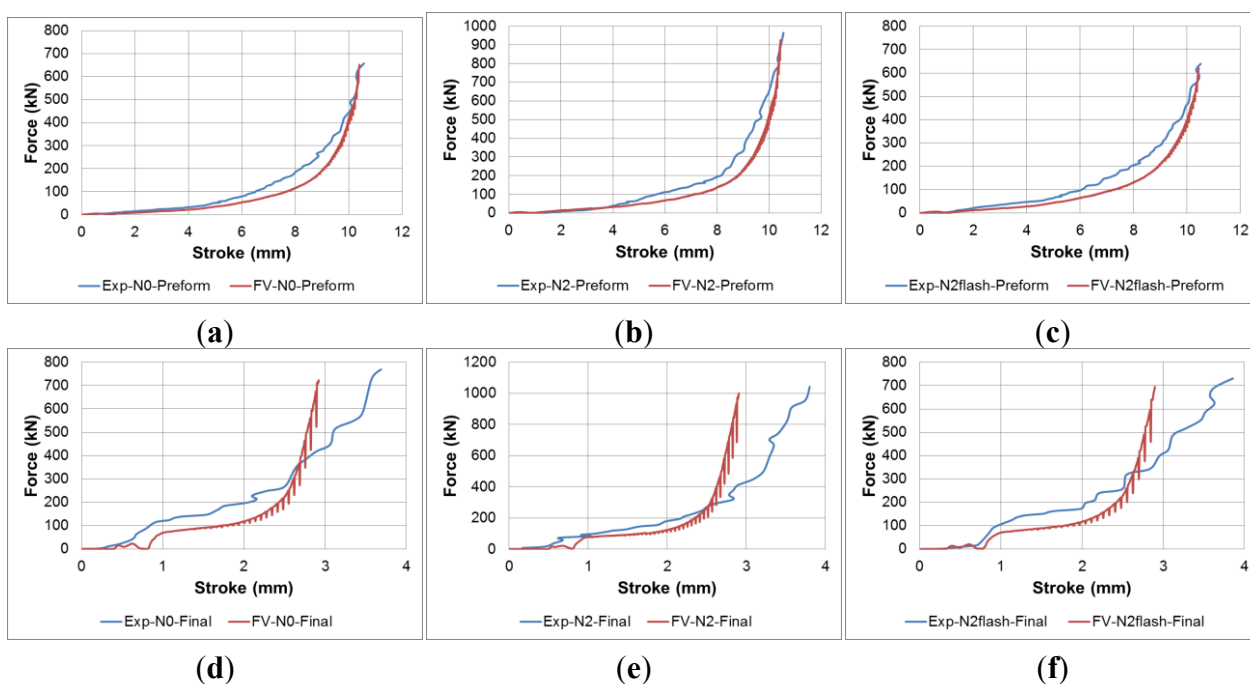 800
700
600
500
400
300
200
100
0
Force (kN)
0 2 4 6 8 10 12
Stroke (mm)
Exp-N0-Preform FV-N0-Preform
(a)
1000
900
800
700
600
500
400
300
200
100
0
Force (kN)
0 2 4 6 8 10 12
Stroke (mm)
Exp-N2-Preform FV-N2-Preform
(b)
800
700
600
500
400
300
200
100
0
Force (kN)
0 2 4 6 8 10 12
Stroke (mm)
Exp-N2flash-Preform FV-N2flash-Preform
(c)
800
700
600
500
400
300
200
100
0
Force (kN)
0 1 2 3 4
Stroke (mm)
Exp-N0-Final FV-N0-Final
(d)
1200
1000
800
600
400
200
0
Force (kN)
0 1 2 3 4
Stroke (mm)
Exp-N2-Final FV-N2-Final
(e)
800
700
600
500
400
300
200
100
0
Force (kN)
0 1 2 3 4
Stroke (mm)
Exp-N2flash-Final FV-N2flash-Final
(f)